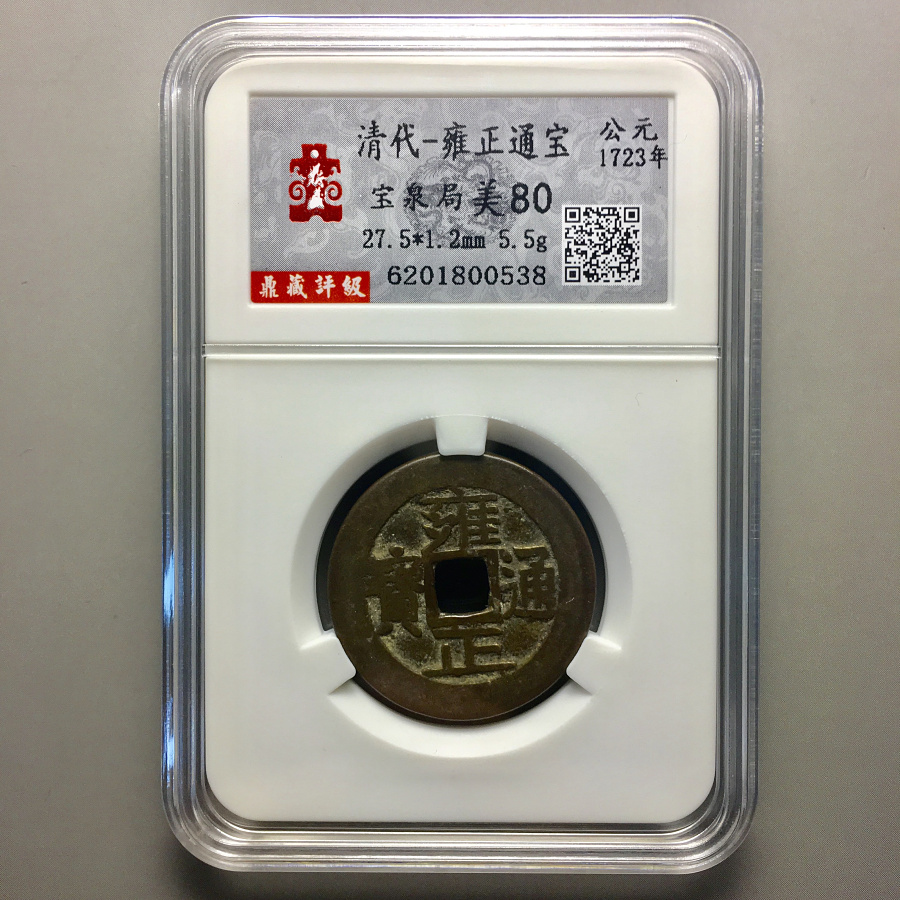 清代-雍正通宝
公元
1723年
宝泉局 美80
27.5*1.2mm 5.5g
6201800538
鼎藏評級
雍正通寶